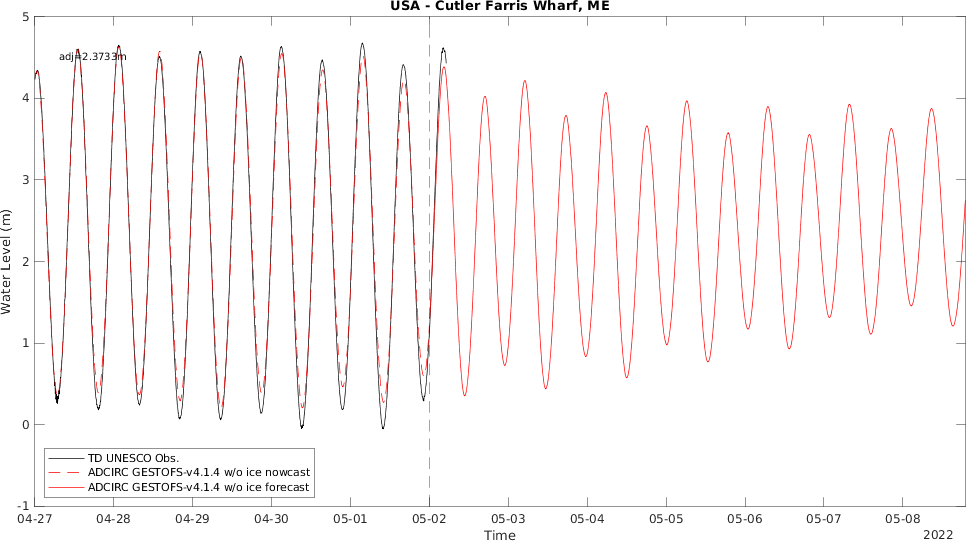 USA - Cutler Farris Wharf, ME
5
adj=2.3733m
4
3
2
1
0
-1
Water Level (m)
TD UNESCO Obs.
ADCIRC GESTOFS-v4.1.4 w/o ice nowcast
ADCIRC GESTOFS-v4.1.4 w/o ice forecast
04-27 04-28 04-29 04-30 05-01 05-02 05-03 05-04 05-05 05-06 05-07 05-08
Time
2022